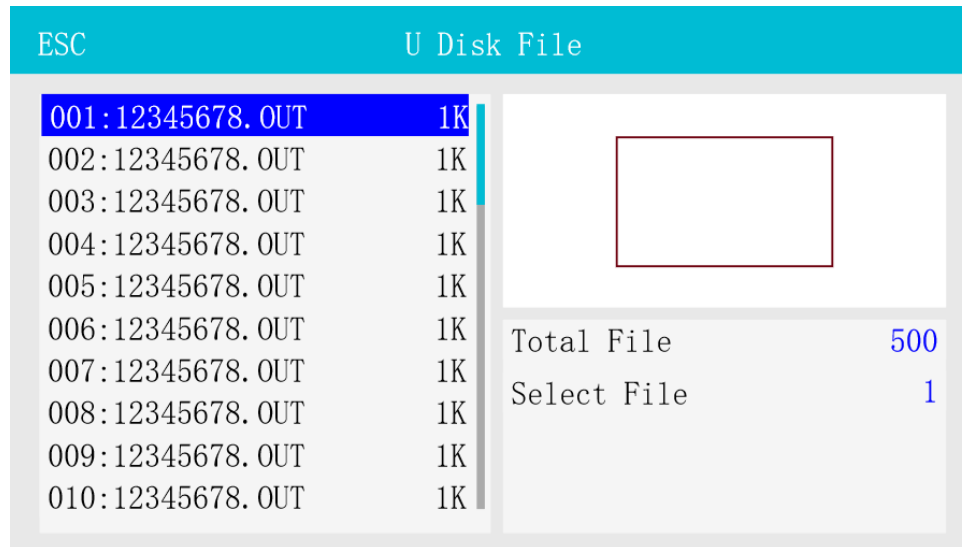 ESC U Disk File
001:12345678.OUT 1K
002:12345678.OUT 1K
003:12345678.OUT 1K
004:12345678.OUT 1K
005:12345678.OUT 1K
006:12345678.OUT 1K
007:12345678.OUT 1K
008:12345678.OUT 1K
009:12345678.OUT 1K
010:12345678.OUT 1K
Total File 500
Select File 1